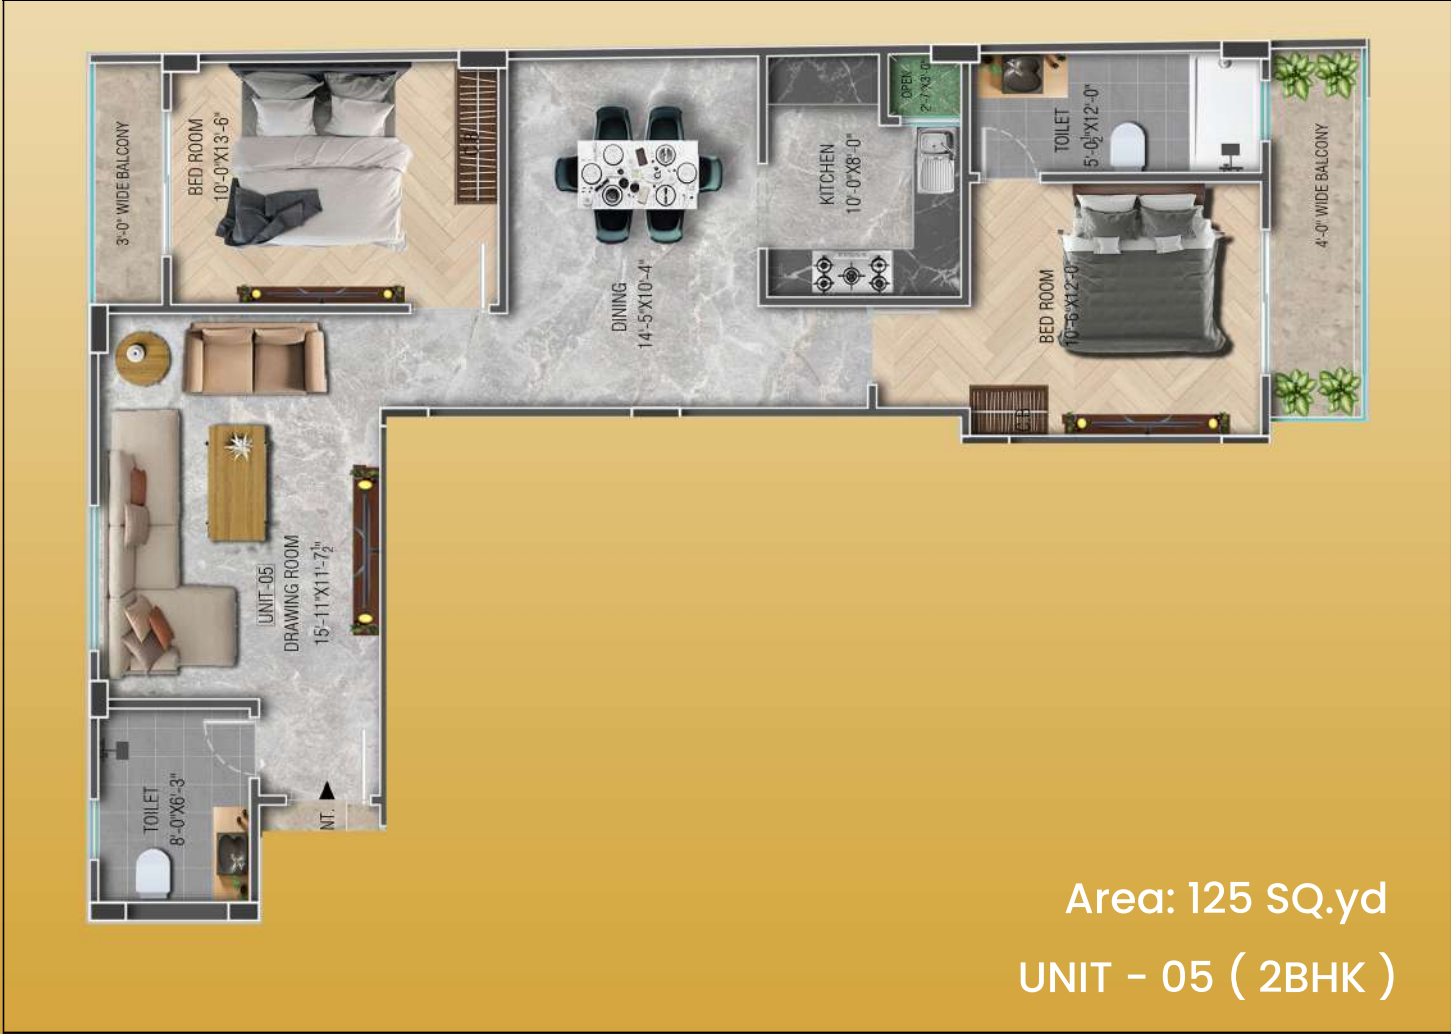 3'-0" WIDE BALCONY
BED ROOM
10'-0"X13'-6"
C.B
DINING
14'-5"X10'-4"
KITCHEN
10'-0"X8'-0"
OPEN
2'-7"X3'-0"
TOILET
5'-0½"X12'-0"
4'-0" WIDE BALCONY
BED ROOM
10'-6"X12'-0"
C.B
UNIT-05
DRAWING ROOM
15'-11"X11'-7½"
TOILET
8'-0"X6'-3"
NT.
Area: 125 SQ.yd
UNIT - 05 ( 2BHK )